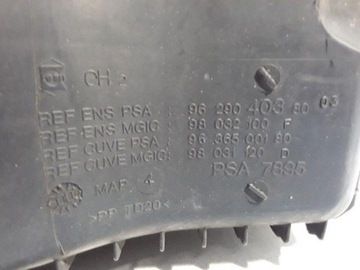 CH 2
REF ENS PSA : 96 290 403 80 03
REF ENS MGIC: 98 032 100 F
REF CUVE PSA : 96 365 001 80
REF CUVE MGIC: 98 031 120 D
PSA 7895
MAF. 4
>PP TD20<